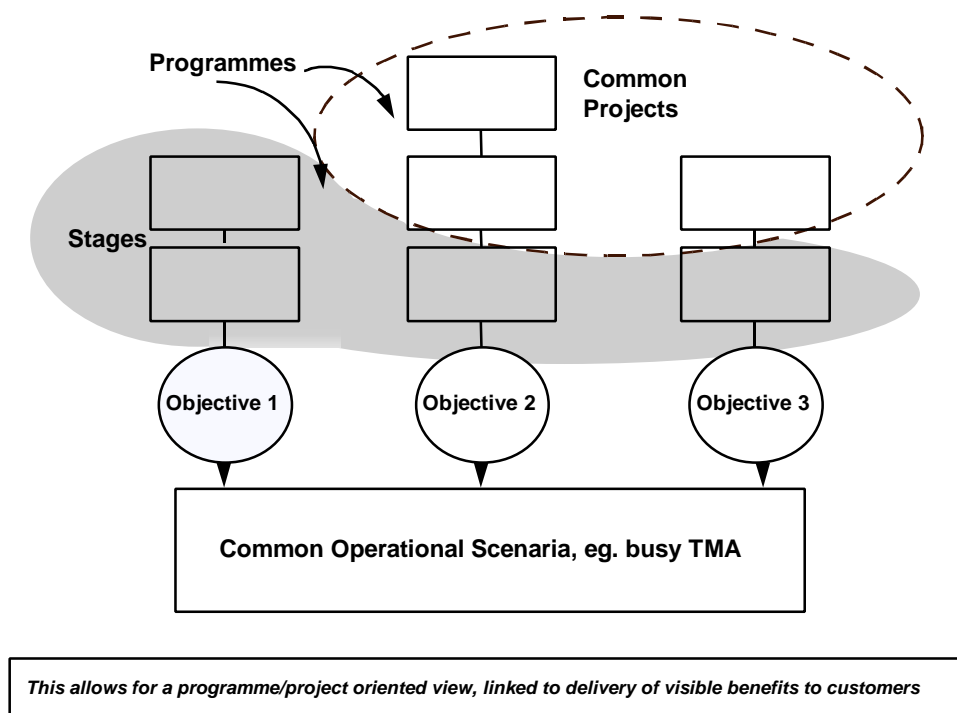 Programmes
Common
Projects
Stages
Objective 1
Objective 2
Objective 3
Common Operational Scenaria, eg. busy TMA
This allows for a programme/project oriented view, linked to delivery of visible benefits to customers